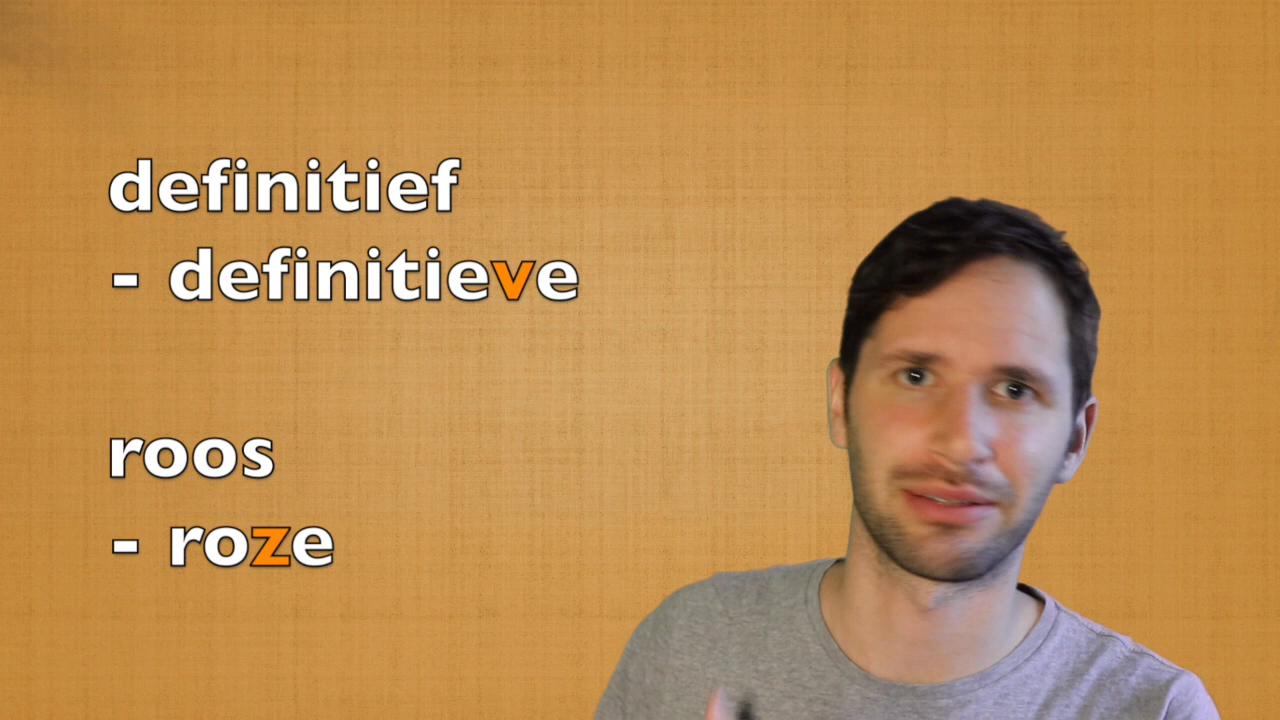 definitief
- definitieve
roos
- roze